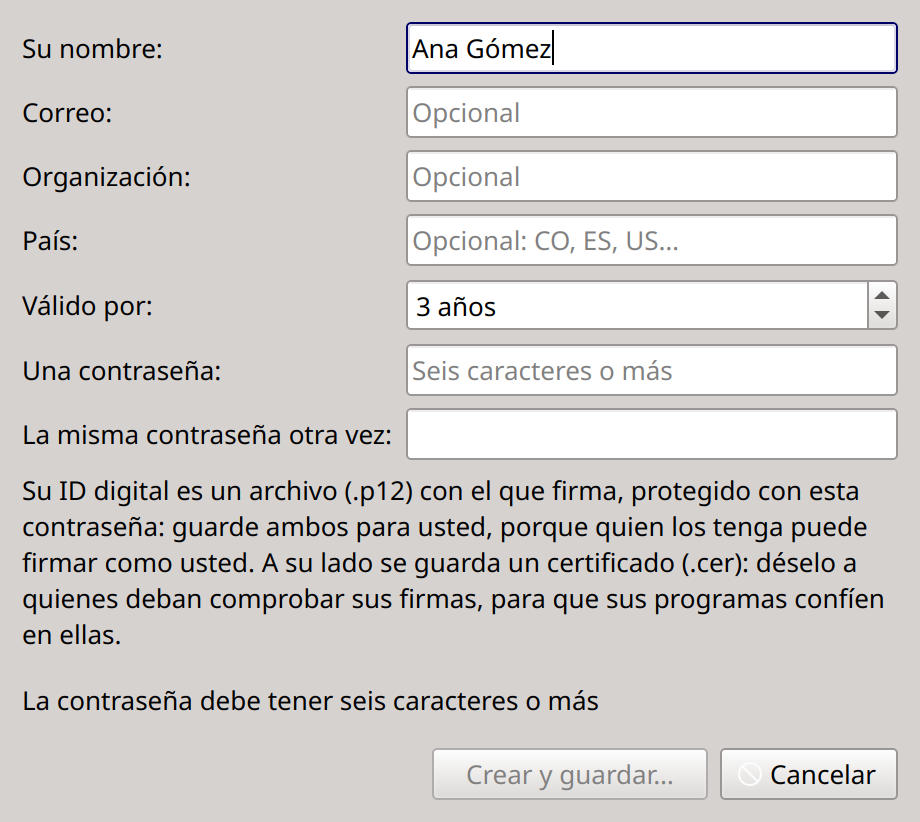 Su nombre: Ana Gómez
Correo: Opcional
Organización: Opcional
País: Opcional: CO, ES, US...
Válido por: 3 años
Una contraseña: Seis caracteres o más
La misma contraseña otra vez:
Su ID digital es un archivo (.p12) con el que firma, protegido con esta
contraseña: guarde ambos para usted, porque quien los tenga puede
firmar como usted. A su lado se guarda un certificado (.cer): déselo a
quienes deban comprobar sus firmas, para que sus programas confíen
en ellas.
La contraseña debe tener seis caracteres o más
Crear y guardar... Cancelar